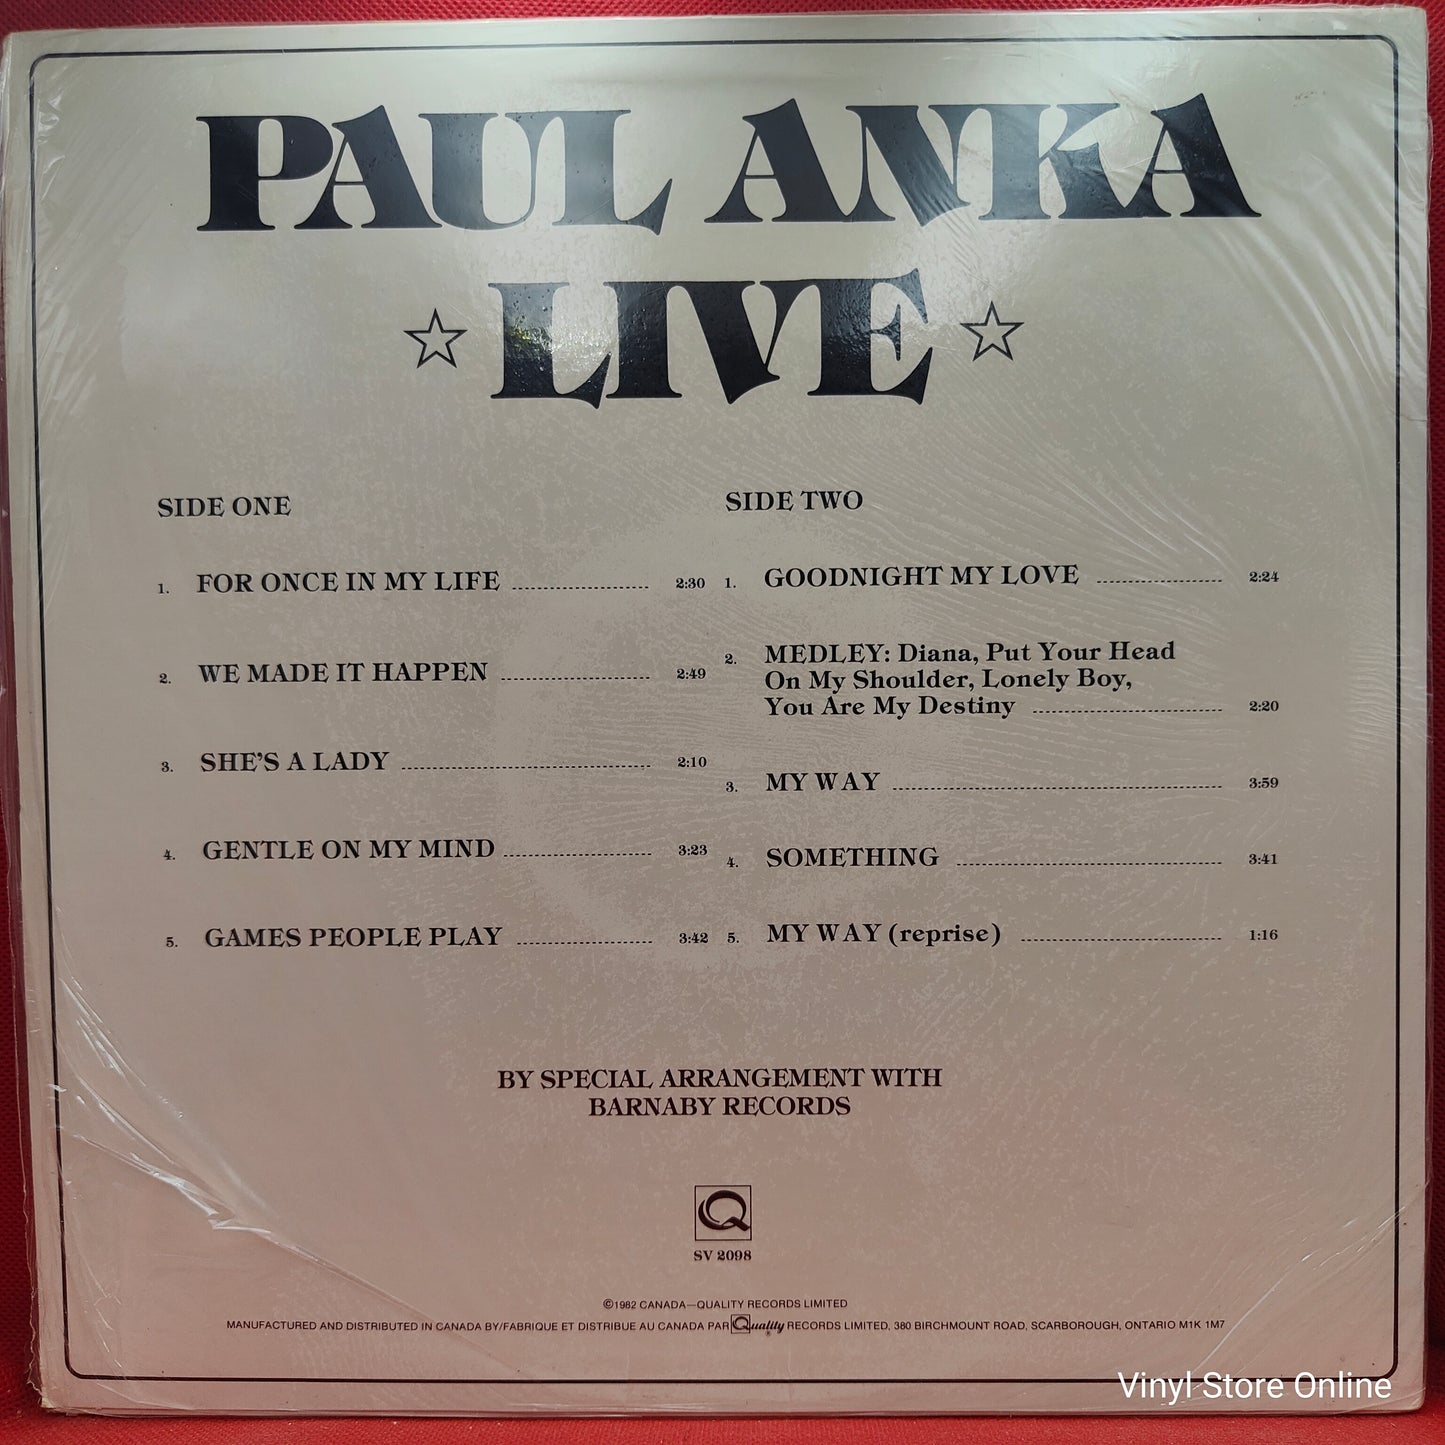 PAUL ANKA
☆ LIVE ☆
SIDE ONE
1. FOR ONCE IN MY LIFE 2:30
2. WE MADE IT HAPPEN 2:49
3. SHE'S A LADY 2:10
4. GENTLE ON MY MIND 3:23
5. GAMES PEOPLE PLAY 3:42
SIDE TWO
1. GOODNIGHT MY LOVE 2:24
2. MEDLEY: Diana, Put Your Head
On My Shoulder, Lonely Boy,
You Are My Destiny 2:20
3. MY WAY 3:59
4. SOMETHING 3:41
5. MY WAY (reprise) 1:16
BY SPECIAL ARRANGEMENT WITH
BARNABY RECORDS
Q
SV 2098
©1982 CANADA—QUALITY RECORDS LIMITED
MANUFACTURED AND DISTRIBUTED IN CANADA BY/FABRIQUE ET DISTRIBUE AU CANADA PAR Quality RECORDS LIMITED, 380 BIRCHMOUNT ROAD, SCARBOROUGH, ONTARIO M1K 1M7
Vinyl Store Online